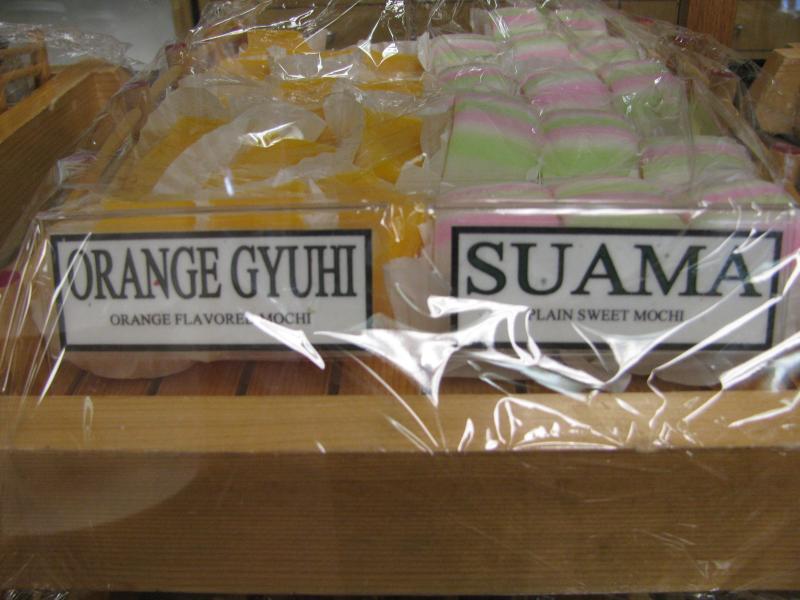 ORANGE GYUHI
ORANGE FLAVORED MOCHI
SUAMA
PLAIN SWEET MOCHI